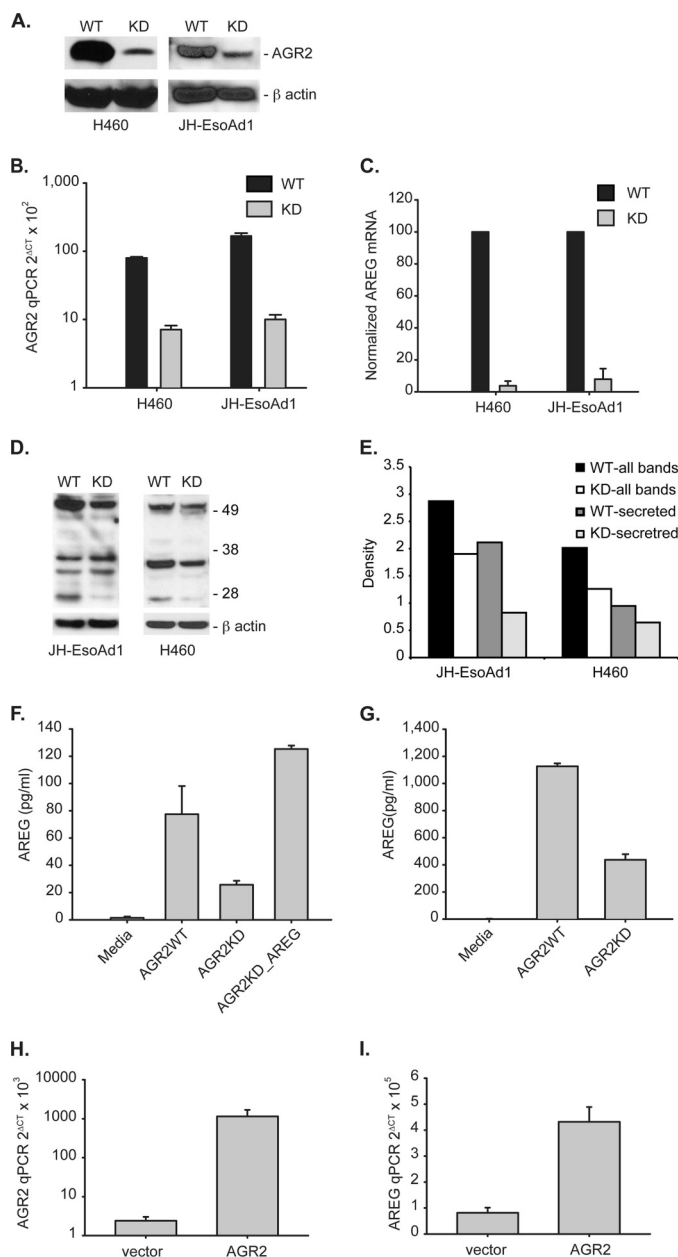 A.
WT KD WT KD
- AGR2
- β actin
H460 JH-EsoAd1
B.
AGR2 qPCR 2^ΔCT x 10^2
1,000
100
10
1
WT
KD
H460 JH-EsoAd1
C.
Normalized AREG mRNA
120
100
80
60
40
20
0
WT
KD
H460 JH-EsoAd1
D.
WT KD WT KD
- 49
- 38
- 28
- β actin
JH-EsoAd1 H460
E.
Density
3.5
3
2.5
2
1.5
1
0.5
0
WT-all bands
KD-all bands
WT-secreted
KD-secretred
JH-EsoAd1 H460
F.
AREG (pg/ml)
140
120
100
80
60
40
20
0
Media AGR2WT AGR2KD AGR2KD_AREG
G.
AREG(pg/ml)
1,400
1,200
1,000
800
600
400
200
0
Media AGR2WT AGR2KD
H.
AGR2 qPCR 2^ΔCT x 10^3
10000
1000
100
10
1
vector AGR2
I.
AREG qPCR 2^ΔCT x 10^5
6
5
4
3
2
1
0
vector AGR2